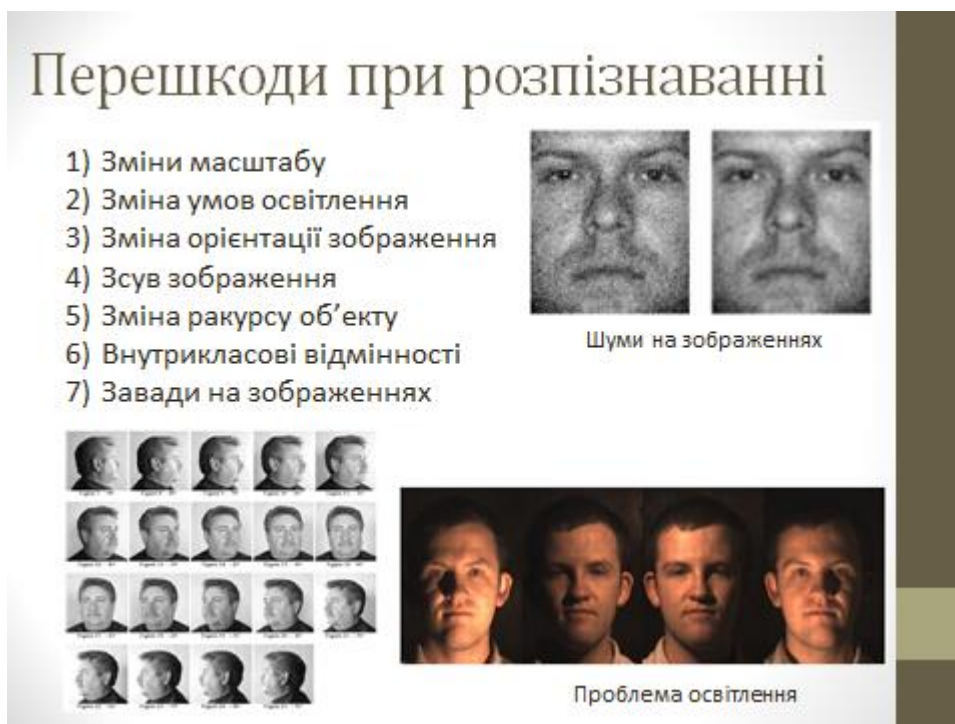 Перешкоди при розпізнаванні
1) Зміни масштабу
2) Зміна умов освітлення
3) Зміна орієнтації зображення
4) Зсув зображення
5) Зміна ракурсу об’єкту
6) Внутрикласові відмінності
7) Завади на зображеннях
Шуми на зображеннях
Проблема освітлення